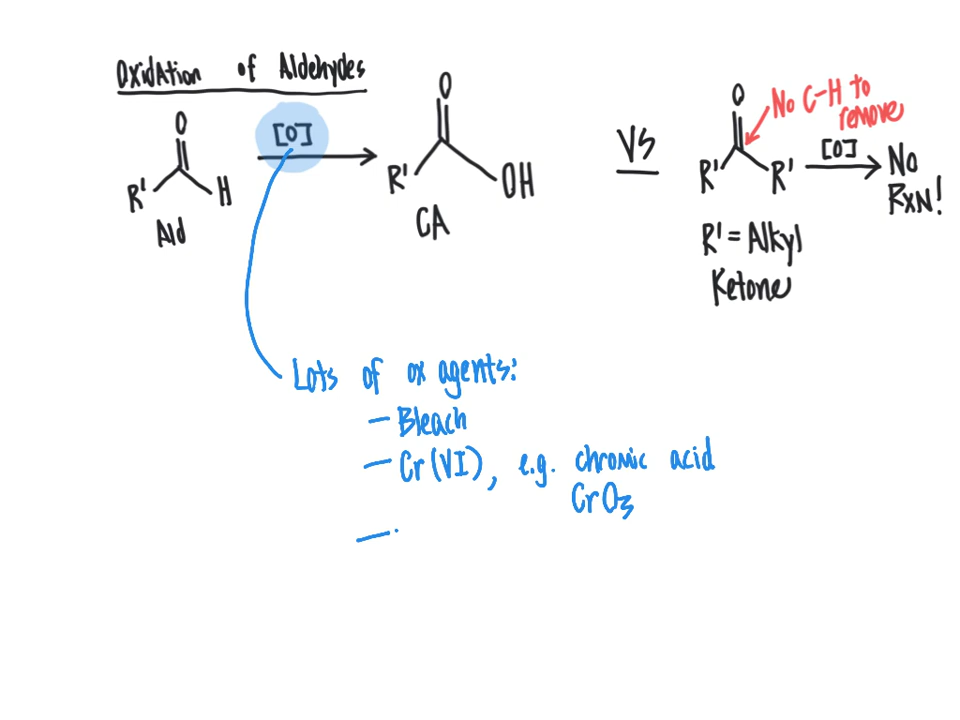 Oxidation of Aldehydes
O
[O]
R' H
Ald
O
R' OH
CA
VS
O
No C-H to
remove
R' R'
[O]
No
RXN!
R' = Alkyl
Ketone
Lots of ox agents:
— Bleach
— Cr(VI), e.g. chromic acid
CrO3
—